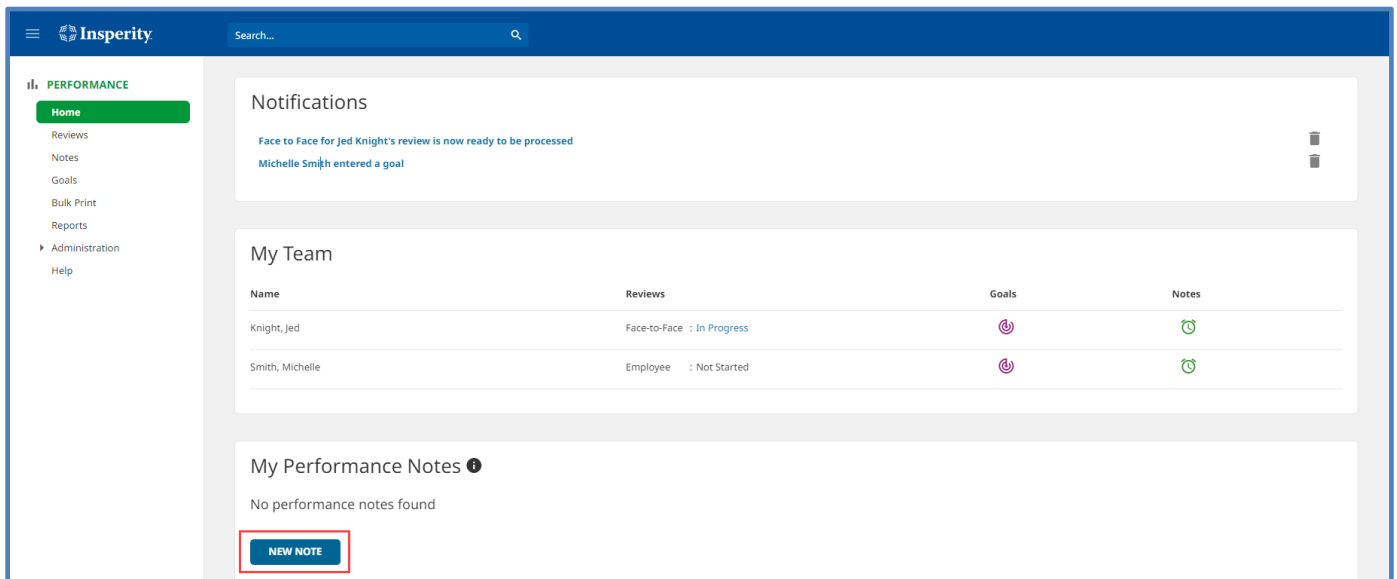 Insperity
Search...
PERFORMANCE
Home
Reviews
Notes
Goals
Bulk Print
Reports
Administration
Help
Notifications
Face to Face for Jed Knight's review is now ready to be processed
Michelle Smith entered a goal
My Team
Name Reviews Goals Notes
Knight, Jed Face-to-Face : In Progress
Smith, Michelle Employee : Not Started
My Performance Notes
No performance notes found
NEW NOTE